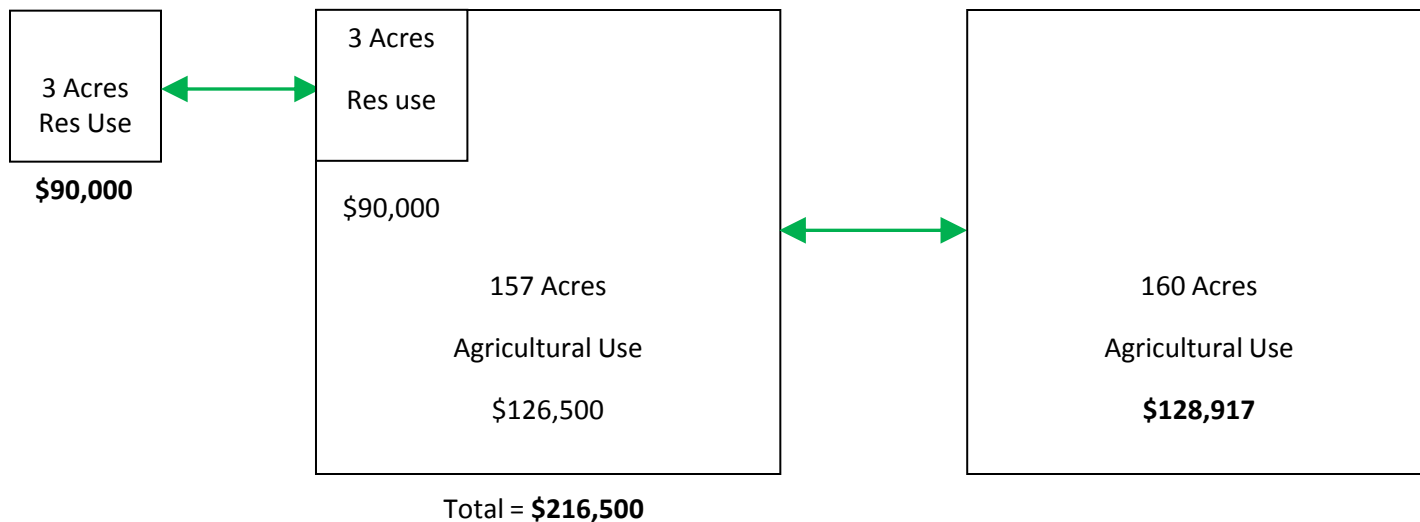 3 Acres
Res Use
$90,000
3 Acres
Res use
$90,000
157 Acres
Agricultural Use
$126,500
Total = $216,500
160 Acres
Agricultural Use
$128,917